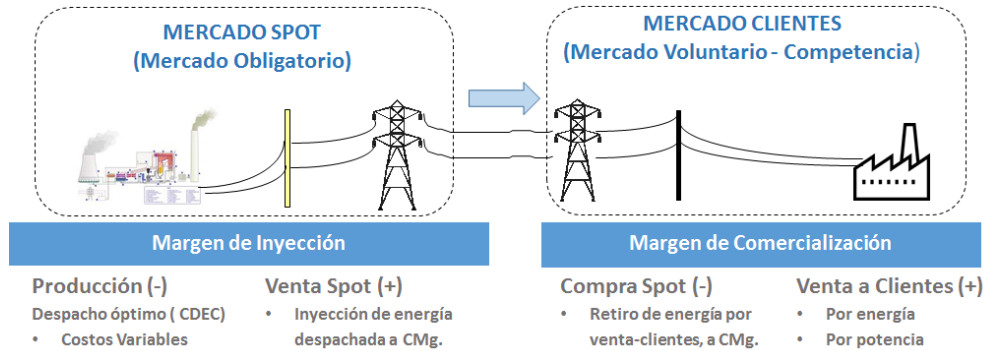 MERCADO SPOT
(Mercado Obligatorio)
MERCADO CLIENTES
(Mercado Voluntario - Competencia)
Margen de Inyección
Margen de Comercialización
Producción (-)
Despacho óptimo ( CDEC)
• Costos Variables
Venta Spot (+)
• Inyección de energía
despachada a CMg.
Compra Spot (-)
• Retiro de energía por
venta-clientes, a CMg.
Venta a Clientes (+)
• Por energía
• Por potencia